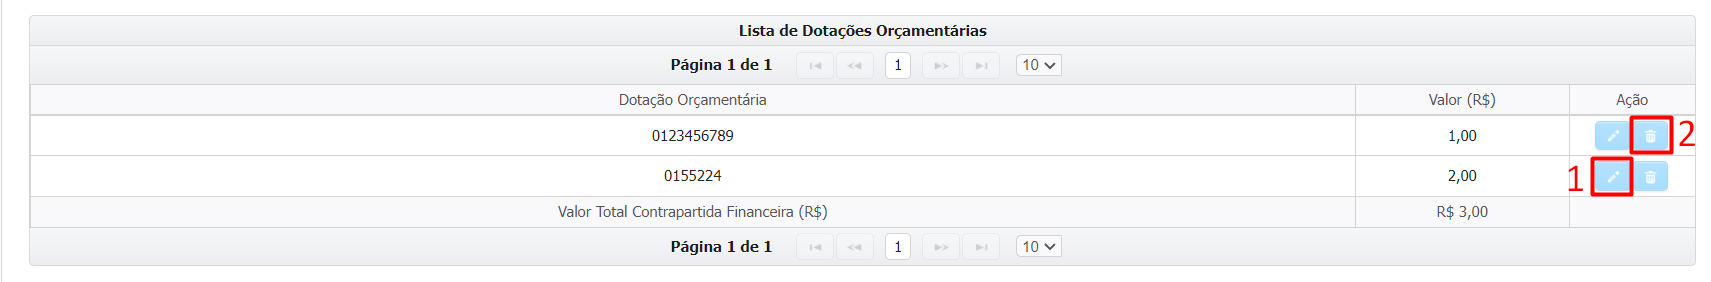 Lista de Dotações Orçamentárias
Página 1 de 1 1 10
Dotação Orçamentária Valor (R$) Ação
0123456789 1,00 2
0155224 2,00 1
Valor Total Contrapartida Financeira (R$) R$ 3,00
Página 1 de 1 1 10